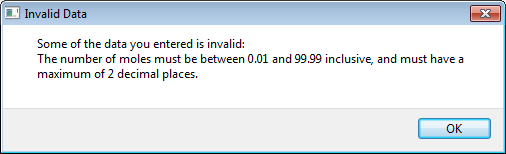 Invalid Data
Some of the data you entered is invalid:
The number of moles must be between 0.01 and 99.99 inclusive, and must have a
maximum of 2 decimal places.
OK